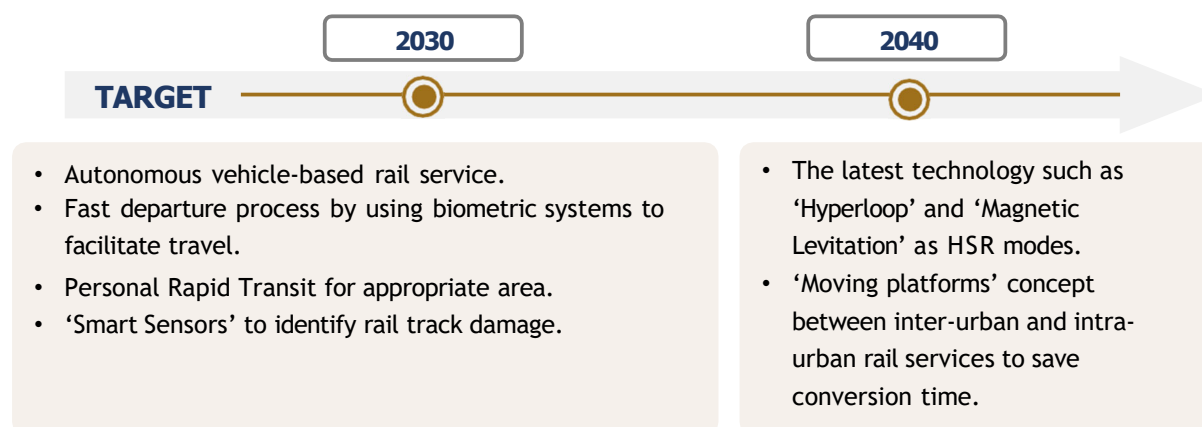 2030
2040
TARGET
• Autonomous vehicle-based rail service.
• Fast departure process by using biometric systems to
facilitate travel.
• Personal Rapid Transit for appropriate area.
• ‘Smart Sensors’ to identify rail track damage.
• The latest technology such as
‘Hyperloop’ and ‘Magnetic
Levitation’ as HSR modes.
• ‘Moving platforms’ concept
between inter-urban and intra-
urban rail services to save
conversion time.